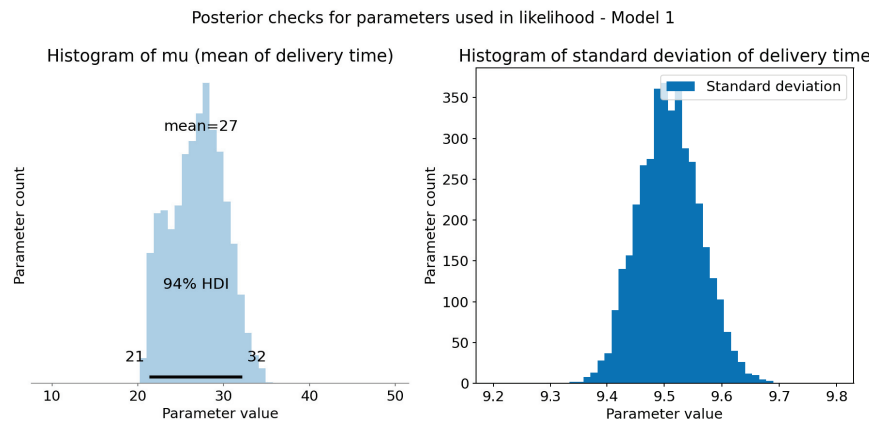 Posterior checks for parameters used in likelihood - Model 1
Histogram of mu (mean of delivery time)
mean=27
94% HDI
21
32
Parameter count
10
20
30
40
50
Parameter value
Histogram of standard deviation of delivery time
Standard deviation
Parameter count
350
300
250
200
150
100
50
0
9.2
9.3
9.4
9.5
9.6
9.7
9.8
Parameter value